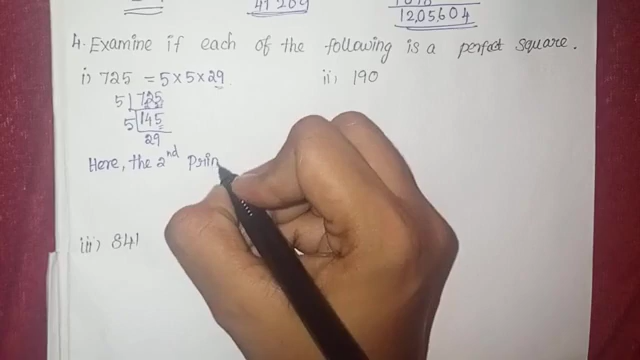 41209
1205604
4. Examine if each of the following is a perfect square.
i) 725 = 5×5×29. ii) 190
5 725
5 145
29
Here, the 2nd Prin
iii) 841